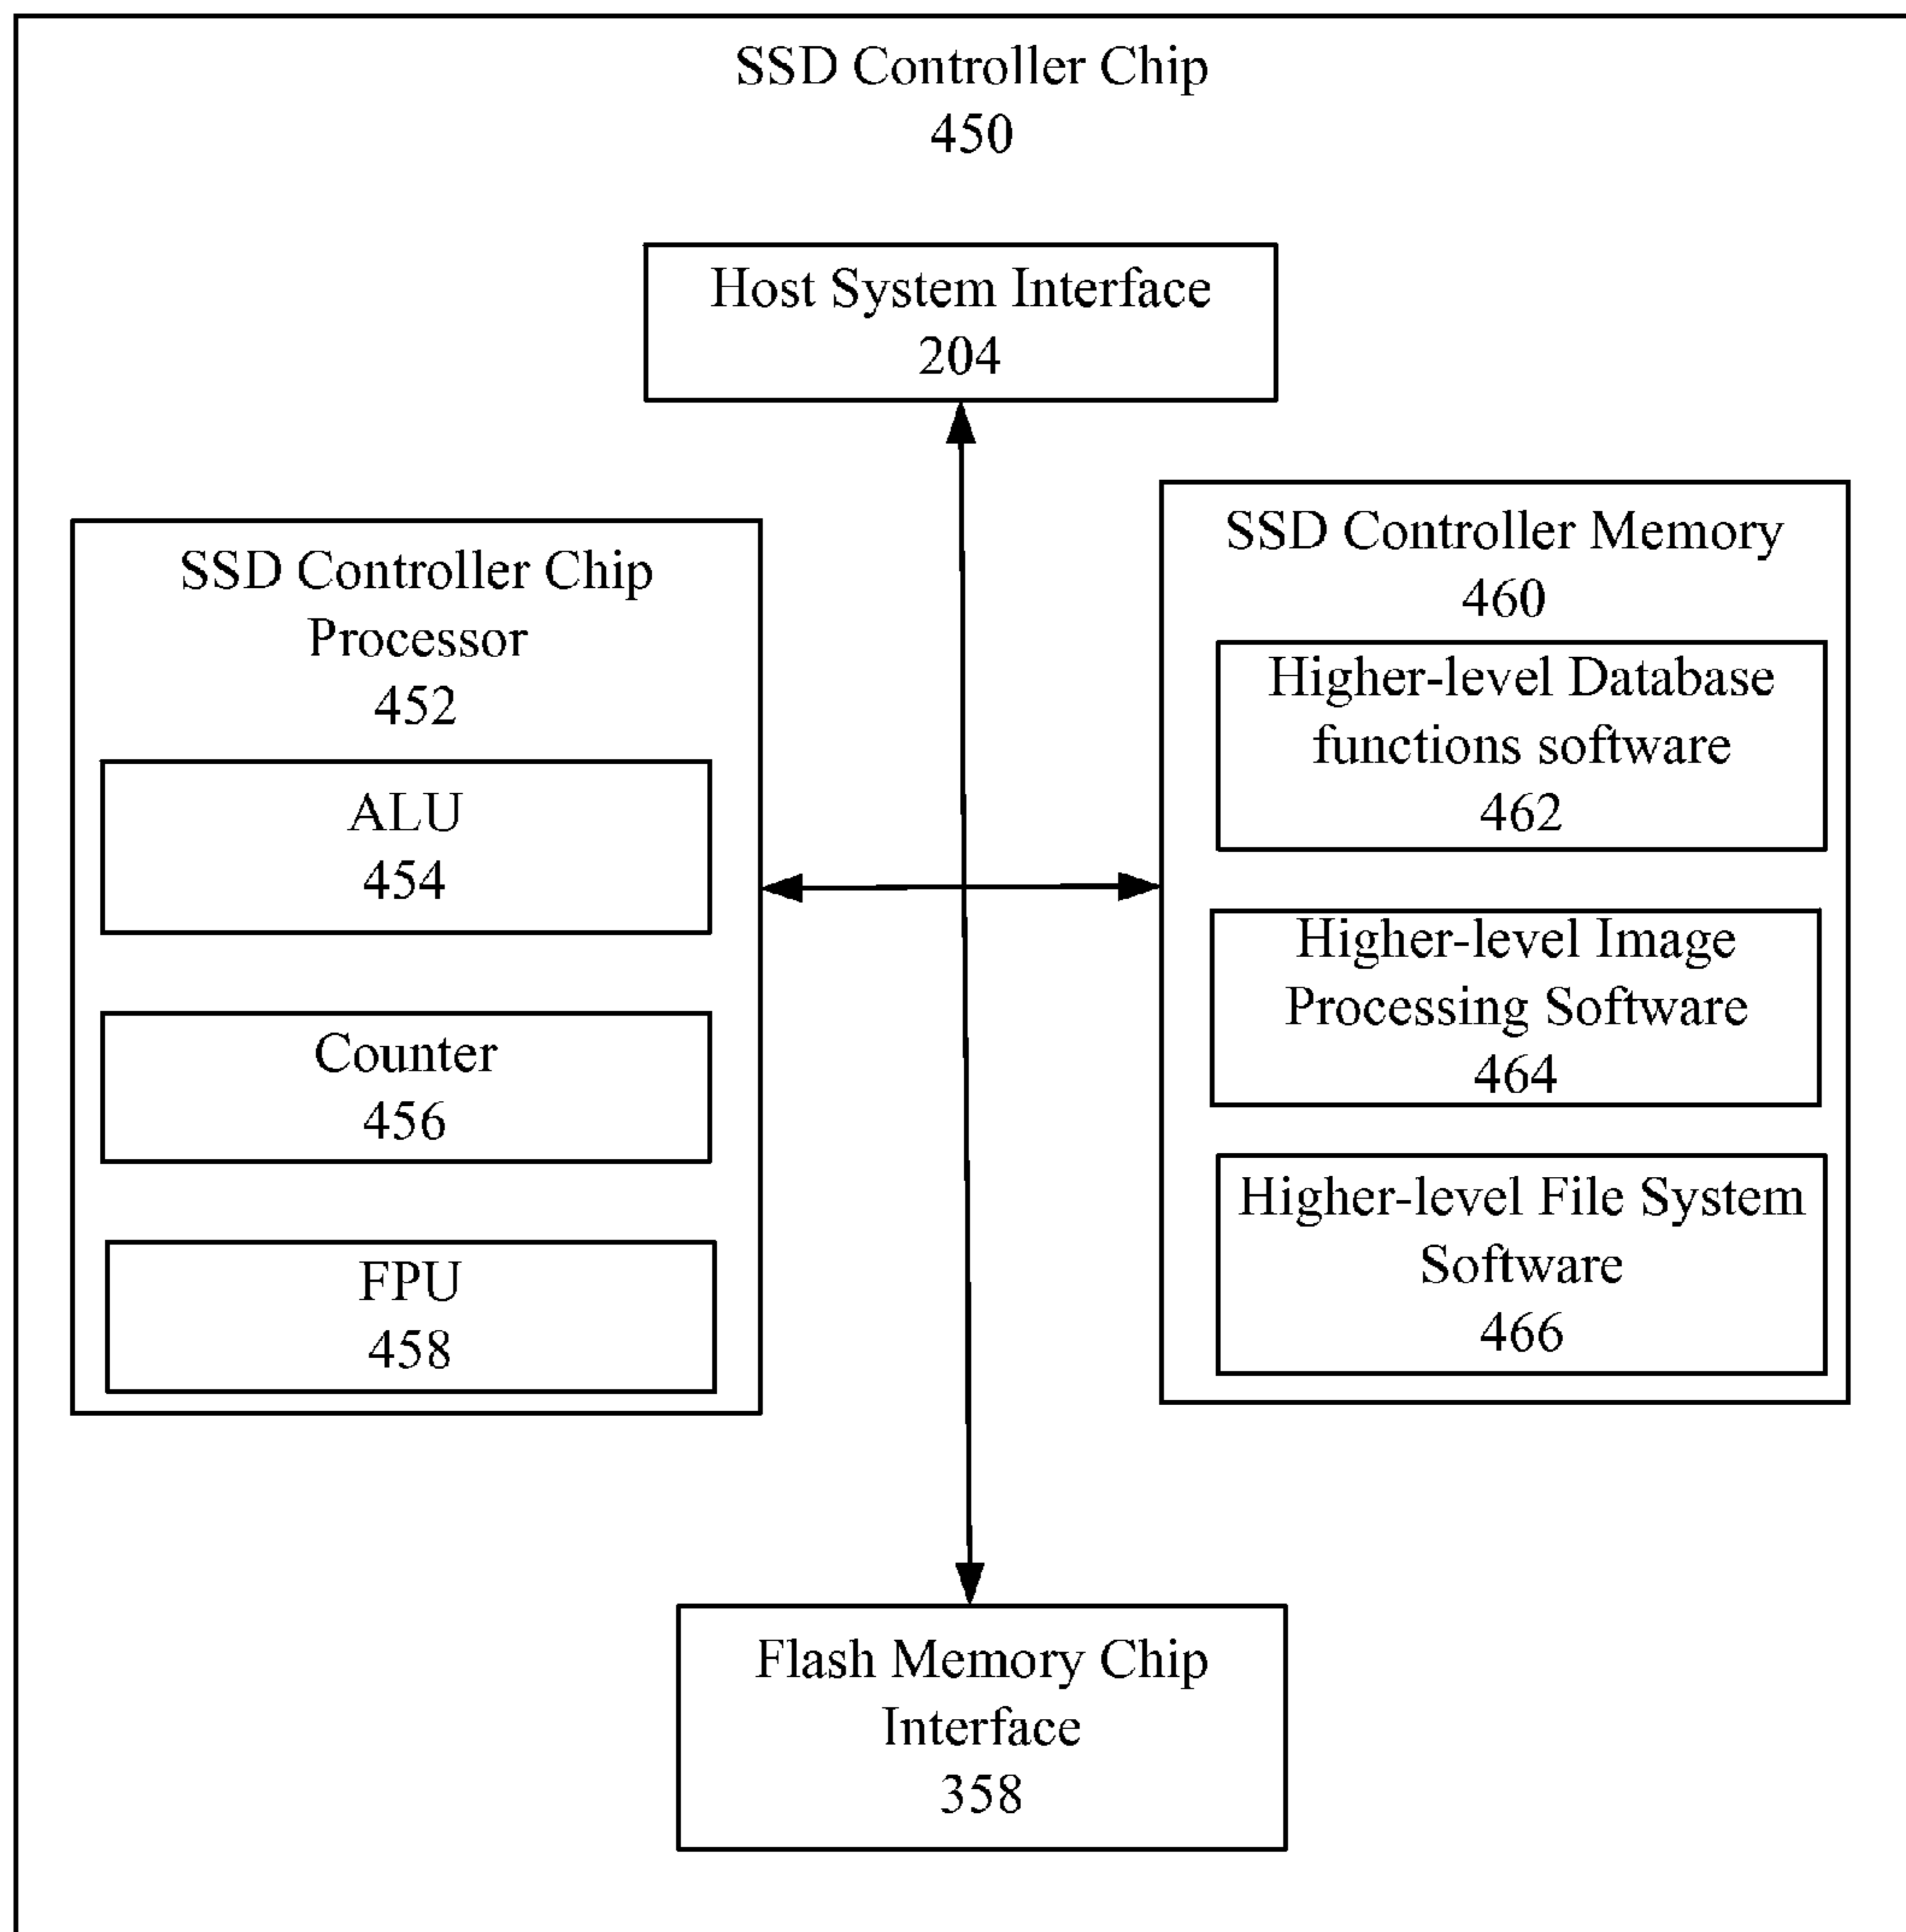 SSD Controller Chip
450
Host System Interface
204
SSD Controller Chip
Processor
452
ALU
454
Counter
456
FPU
458
SSD Controller Memory
460
Higher-level Database
functions software
462
Higher-level Image
Processing Software
464
Higher-level File System
Software
466
Flash Memory Chip
Interface
358